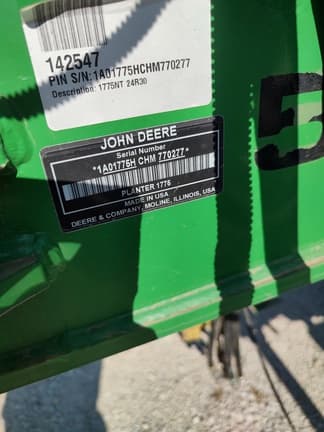 142547
PIN S/N: 1A01775HCHM770277
Description: 1775NT 24R30
5
JOHN DEERE
Serial Number
*1A01775H CHM 770277*
PLANTER 1775
MADE IN USA
DEERE & COMPANY, MOLINE, ILLINOIS, USA